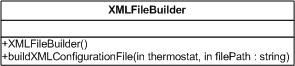 XMLFileBuilder
+XMLFileBuilder()
+buildXMLConfigurationFile(in thermostat, in filePath : string)